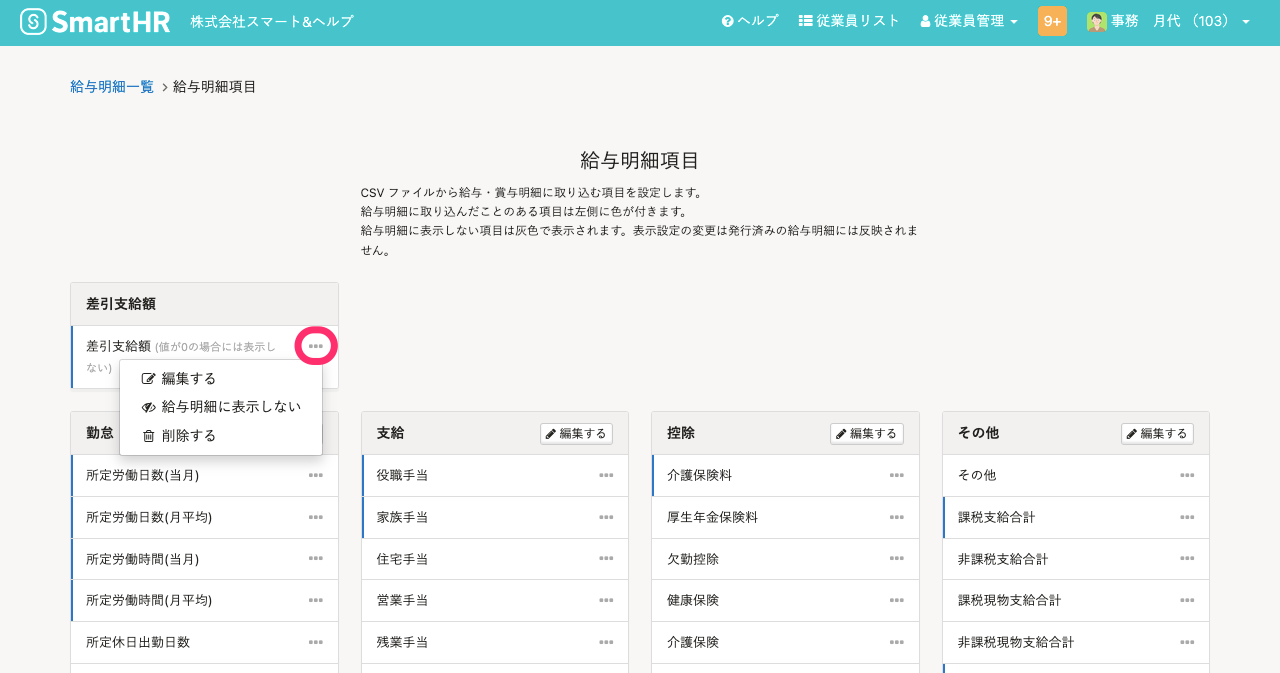 SmartHR 株式会社スマート&ヘルプ ヘルプ 従業員リスト 従業員管理 9+ 事務 月代 （103）
給与明細一覧 > 給与明細項目
給与明細項目
CSV ファイルから給与・賞与明細に取り込む項目を設定します。
給与明細に取り込んだことのある項目は左側に色が付きます。
給与明細に表示しない項目は灰色で表示されます。表示設定の変更は発行済みの給与明細には反映されま
せん。
差引支給額
差引支給額 (値が0の場合には表示し
ない)
編集する
給与明細に表示しない
削除する
勤怠
所定労働日数(当月)
所定労働日数(月平均)
所定労働時間(当月)
所定労働時間(月平均)
所定休日出勤日数
支給 編集する
役職手当
家族手当
住宅手当
営業手当
残業手当
控除 編集する
介護保険料
厚生年金保険料
欠勤控除
健康保険
介護保険
その他 編集する
その他
課税支給合計
非課税支給合計
課税現物支給合計
非課税現物支給合計